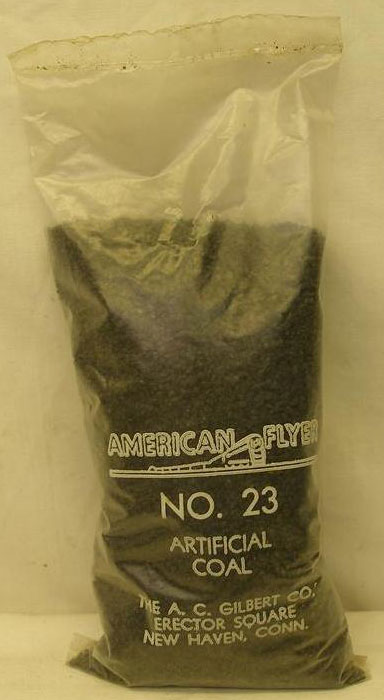 AMERICAN FLYER
NO. 23
ARTIFICIAL
COAL
THE A. C. GILBERT CO.
ERECTOR SQUARE
NEW HAVEN, CONN.